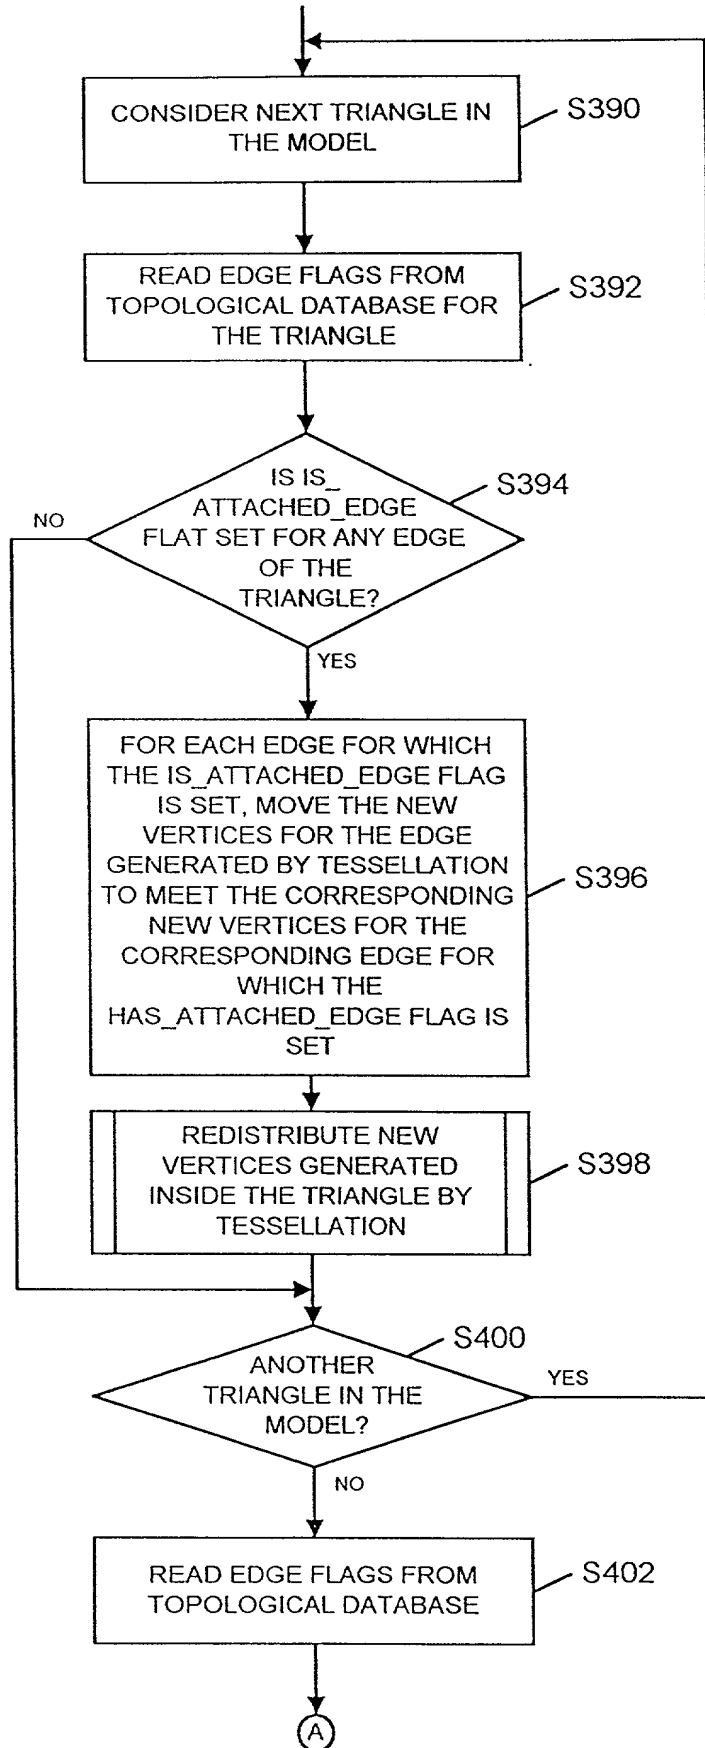 CONSIDER NEXT TRIANGLE IN
THE MODEL
S390
READ EDGE FLAGS FROM
TOPOLOGICAL DATABASE FOR
THE TRIANGLE
S392
IS IS_
ATTACHED_EDGE
FLAT SET FOR ANY EDGE
OF THE
TRIANGLE?
S394
NO
YES
FOR EACH EDGE FOR WHICH
THE IS_ATTACHED_EDGE FLAG
IS SET, MOVE THE NEW
VERTICES FOR THE EDGE
GENERATED BY TESSELLATION
TO MEET THE CORRESPONDING
NEW VERTICES FOR THE
CORRESPONDING EDGE FOR
WHICH THE
HAS_ATTACHED_EDGE FLAG IS
SET
S396
REDISTRIBUTE NEW
VERTICES GENERATED
INSIDE THE TRIANGLE BY
TESSELLATION
S398
ANOTHER
TRIANGLE IN THE
MODEL?
S400
YES
NO
READ EDGE FLAGS FROM
TOPOLOGICAL DATABASE
S402
A